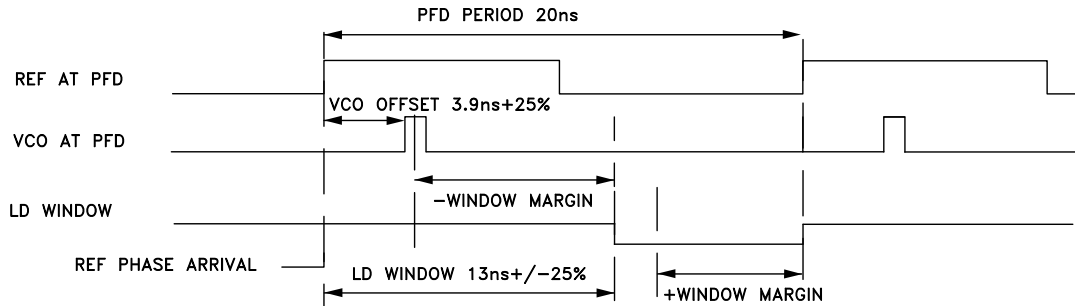 PFD PERIOD 20ns
REF AT PFD
VCO OFFSET 3.9ns+25%
VCO AT PFD
-WINDOW MARGIN
LD WINDOW
REF PHASE ARRIVAL
LD WINDOW 13ns+/-25%
+WINDOW MARGIN